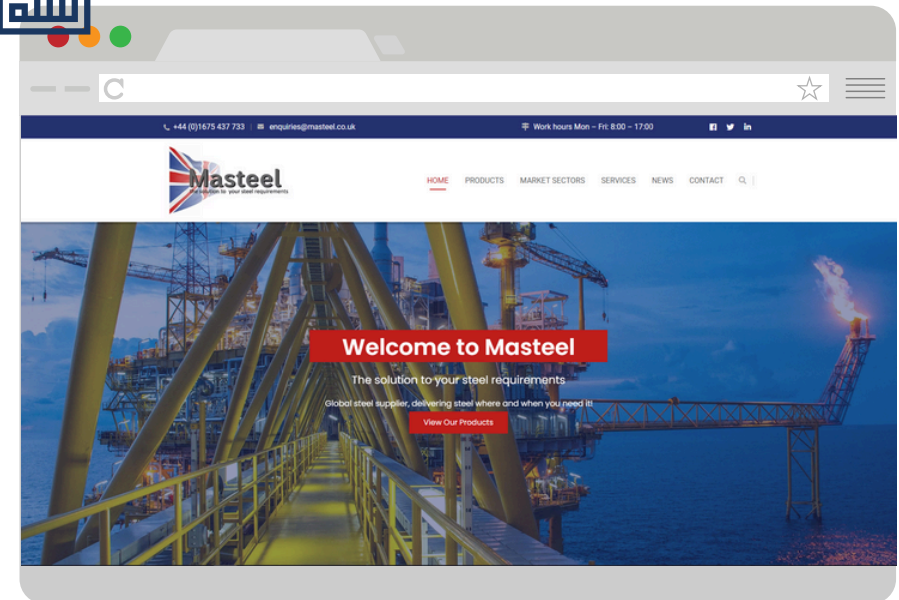 +44 (0)1675 437 733
enquiries@masteel.co.uk
Work hours Mon – Fri: 8:00 – 17:00
Masteel
the solution to your steel requirements
HOME
PRODUCTS
MARKET SECTORS
SERVICES
NEWS
CONTACT
Welcome to Masteel
The solution to your steel requirements
Global steel supplier, delivering steel where and when you need it!
View Our Products